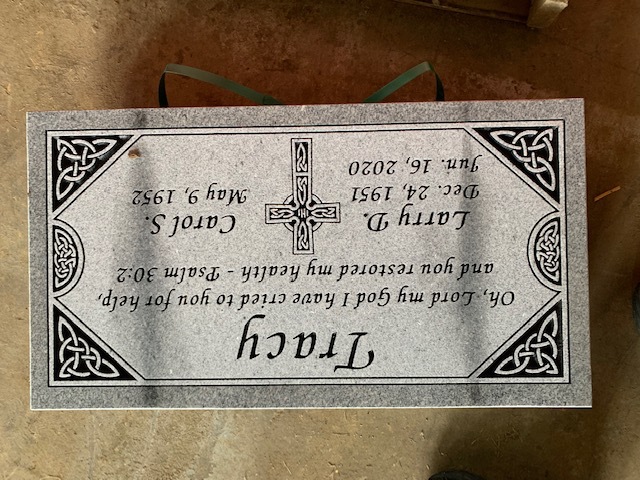 Tracy
Oh, Lord my God I have cried to you for help,
and you restored my health - Psalm 30:2
Larry D. Carol S.
Dec. 24, 1951 May 9, 1952
Jun. 16, 2020